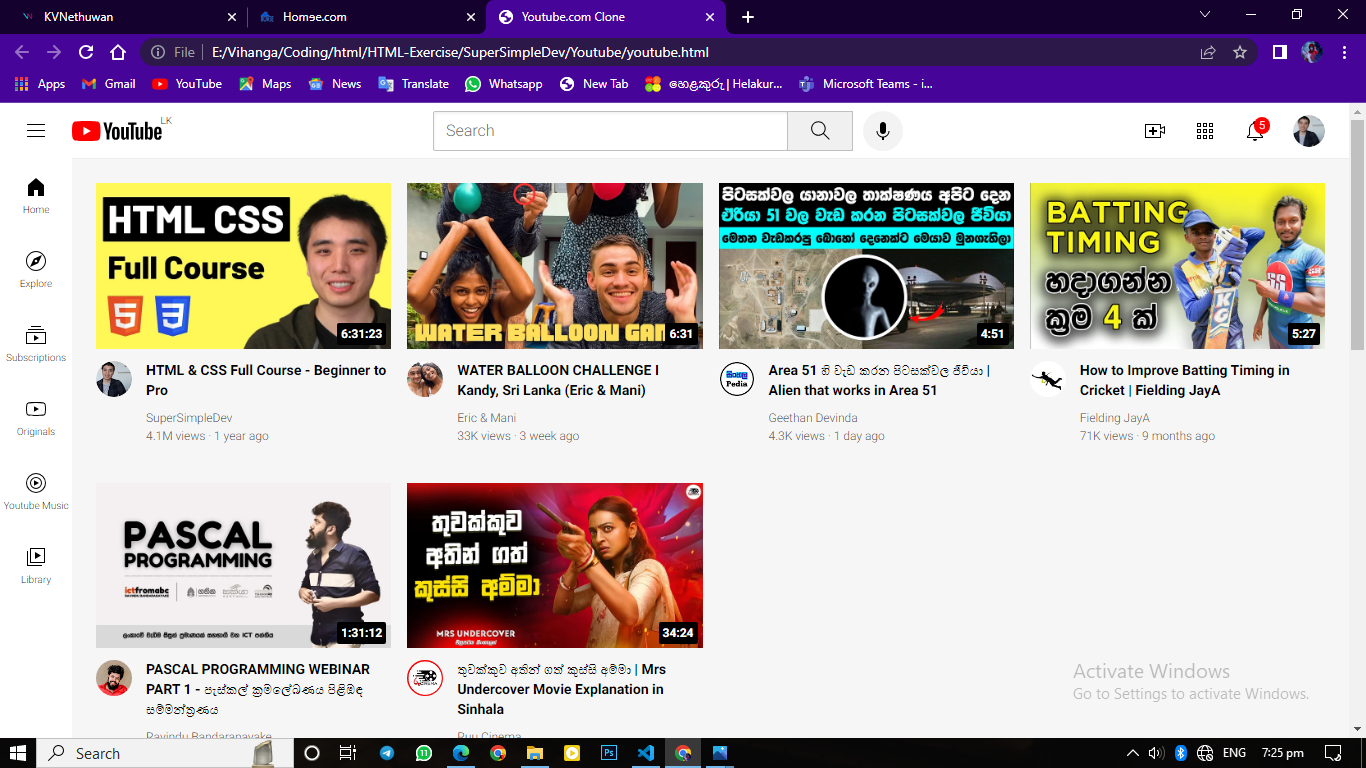 KVNethuwan
Homee.com
Youtube.com Clone
File
E:/Vihanga/Coding/html/HTML-Exercise/SuperSimpleDev/Youtube/youtube.html
Apps
Gmail
YouTube
Maps
News
Translate
Whatsapp
New Tab
හෙළකුරු | Helakur...
Microsoft Teams - i...
YouTube
LK
Search
5
Home
Explore
Subscriptions
Originals
Youtube Music
Library
HTML CSS
Full Course
5
3
6:31:23
HTML & CSS Full Course - Beginner to
Pro
SuperSimpleDev
4.1M views · 1 year ago
WATER BALLOON GAM
6:31
WATER BALLOON CHALLENGE I
Kandy, Sri Lanka (Eric & Mani)
Eric & Mani
33K views · 3 week ago
පිටසක්වල යානාවල තාක්ෂණය අපිට දෙන
ඒරියා 51 වල වැඩ කරන පිටසක්වල ජීවියා
මෙතන වැඩකරපු බොහෝ දෙනෙක්ට මෙයාව මුනගැහිලා
4:51
සිංහල
Pedia
Area 51 හි වැඩ කරන පිටසක්වල ජීවියා |
Alien that works in Area 51
Geethan Devinda
4.3K views · 1 day ago
BATTING
TIMING
හදාගන්න
ක්‍රම 4 ක්
KG
5:27
How to Improve Batting Timing in
Cricket | Fielding JayA
Fielding JayA
71K views · 9 months ago
PASCAL
PROGRAMMING
ictfromabc
1:31:12
PASCAL PROGRAMMING WEBINAR
PART 1 - පැස්කල් ක්‍රමලේඛණය පිළිබඳ
සම්මන්ත්‍රණය
Ravindu Bandaranayake
තුවක්කුව
අතින් ගත්
කුස්සි අම්මා
MRS UNDERCOVER
34:24
තුවක්කුව අතින් ගත් කුස්සි අම්මා | Mrs
Undercover Movie Explanation in
Sinhala
Ruu Cinema
Activate Windows
Go to Settings to activate Windows.
Search
11
Ps
ENG
7:25 pm